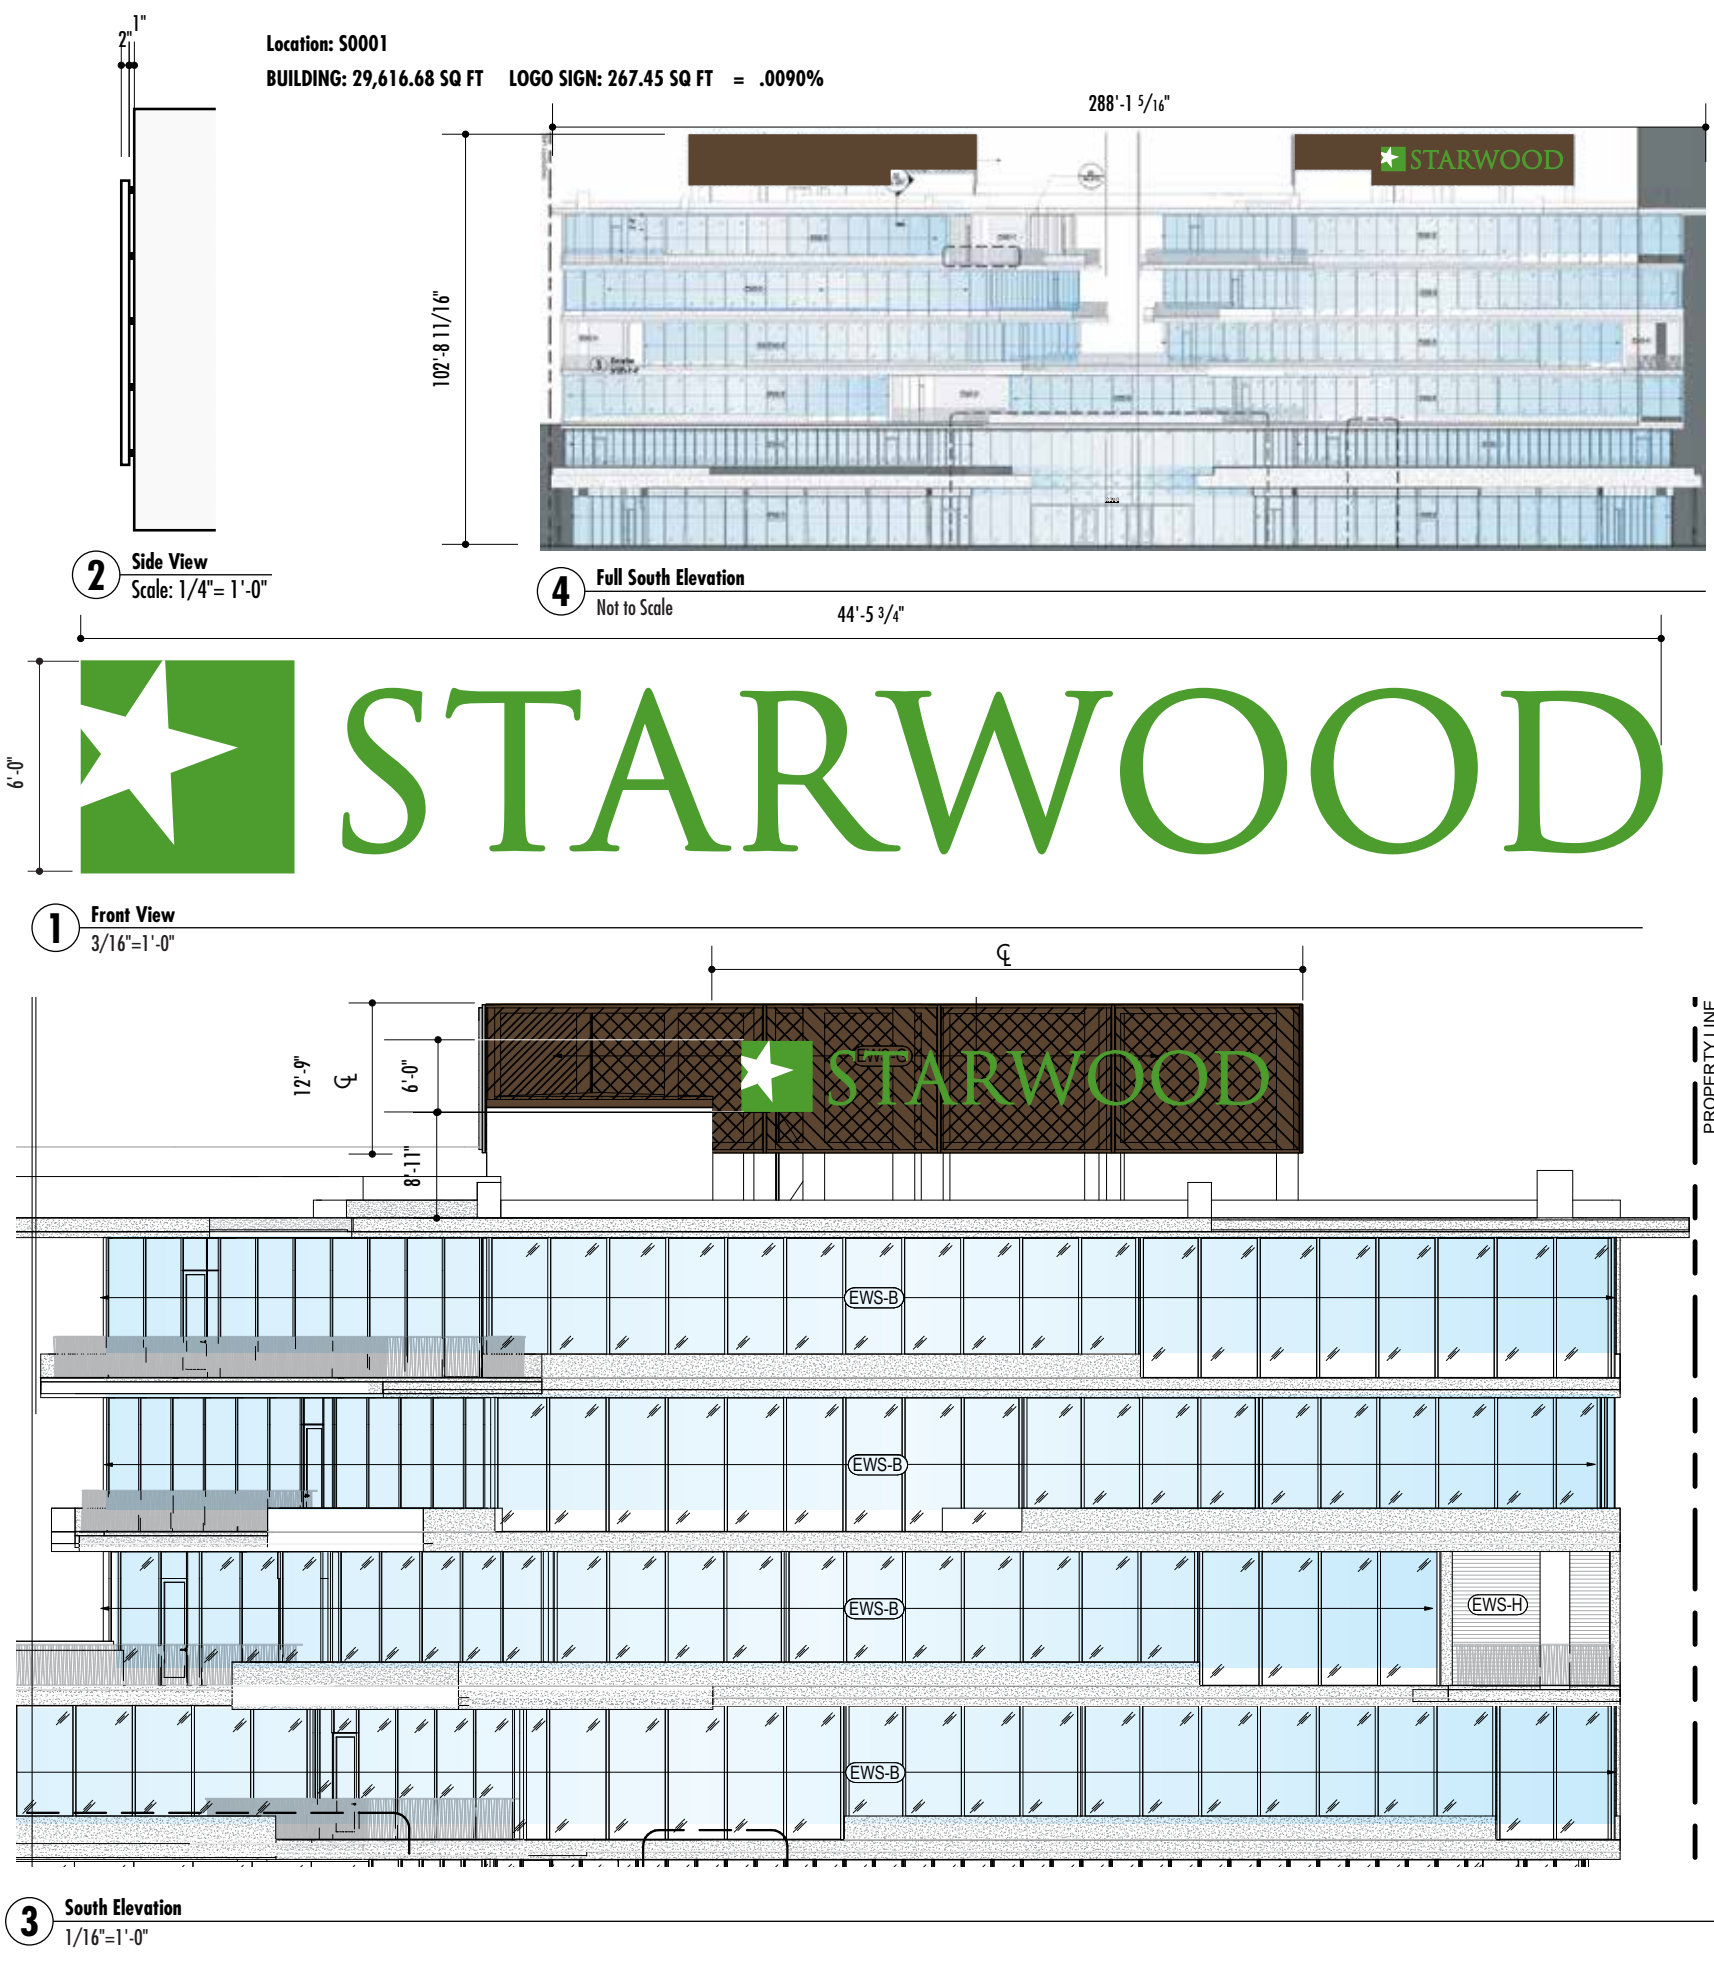 1"
2"
Location: S0001
BUILDING: 29,616.68 SQ FT LOGO SIGN: 267.45 SQ FT = .0090%
288'-1 5/16"
STARWOOD
102'-8 11/16"
2 Side View
Scale: 1/4"= 1'-0"
4 Full South Elevation
Not to Scale
44'-5 3/4"
6'-0"
STARWOOD
1 Front View
3/16"=1'-0"
℄
12'-9"
℄
6'-0"
8'-11"
EWS-G
STARWOOD
PROPERTY LINE
EWS-B
EWS-B
EWS-B
EWS-H
EWS-B
3 South Elevation
1/16"=1'-0"